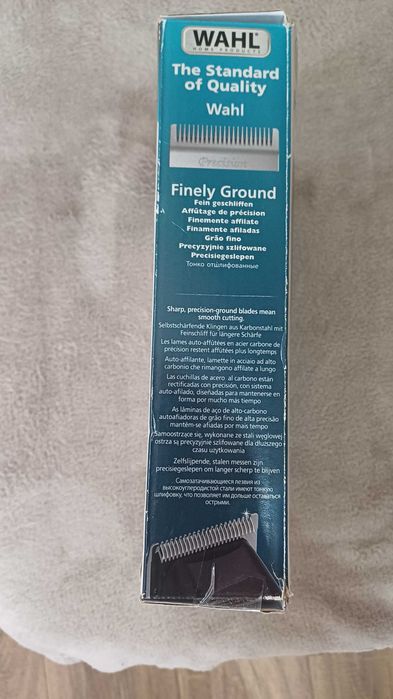 WAHL
HOME PRODUCTS
The Standard
of Quality
Wahl
Precision
Finely Ground
Fein geschliffen
Affûtage de précision
Finemente affilate
Finamente afiladas
Grão fino
Precyzyjnie szlifowane
Precisiegeslepen
Тонко отшлифованные
Sharp, precision-ground blades mean
smooth cutting.
Selbstschärfende Klingen aus Karbonstahl mit
Feinschliff für längere Schärfe
Les lames auto-affûtées en acier carbone de
précision restent affûtées plus longtemps
Auto-affilante, lamette in acciaio ad alto
carbonio che rimangono affilate a lungo
Las cuchillas de acero al carbono están
rectificadas con precisión, con sistema
auto-afilado, diseñadas para mantenerse en
forma por mucho más tiempo
As lâminas de aço de alto-carbono
autoafiadoras de grão fino de alta precisão
mantêm-se afiadas por mais tempo
Samoostrzące się, wykonane ze stali węglowej
ostrza są precyzyjnie szlifowane dla dłuższego
czasu użytkowania
Zelfslijpende, stalen messen zijn
precisiegeslepen om langer scherp te blijven
Самозатачивающиеся лезвия из
высокоуглеродистой стали имеют тонкую
шлифовку, что позволяет им дольше оставаться
острыми.